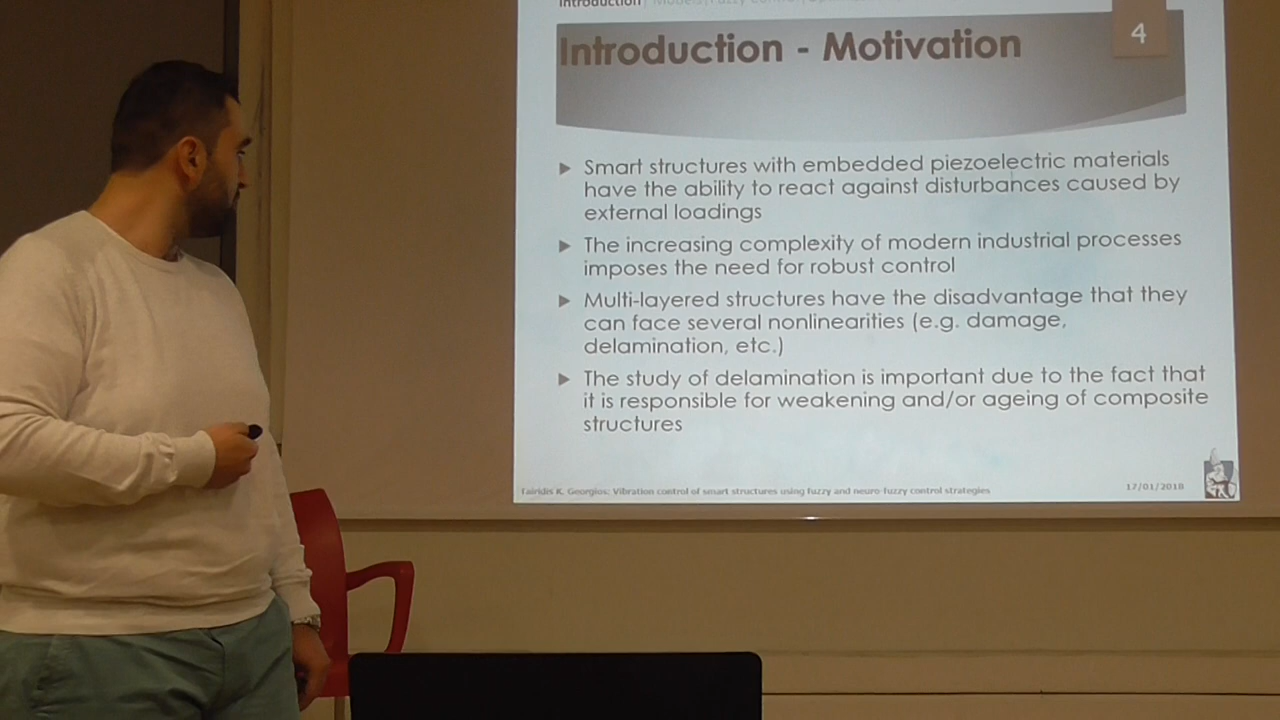 Introduction
4
Introduction - Motivation
Smart structures with embedded piezoelectric materials
have the ability to react against disturbances caused by
external loadings
The increasing complexity of modern industrial processes
imposes the need for robust control
Multi-layered structures have the disadvantage that they
can face several nonlinearities (e.g. damage,
delamination, etc.)
The study of delamination is important due to the fact that
it is responsible for weakening and/or ageing of composite
structures
Tairidis K. Georgios: Vibration control of smart structures using fuzzy and neuro-fuzzy control strategies
17/01/2018